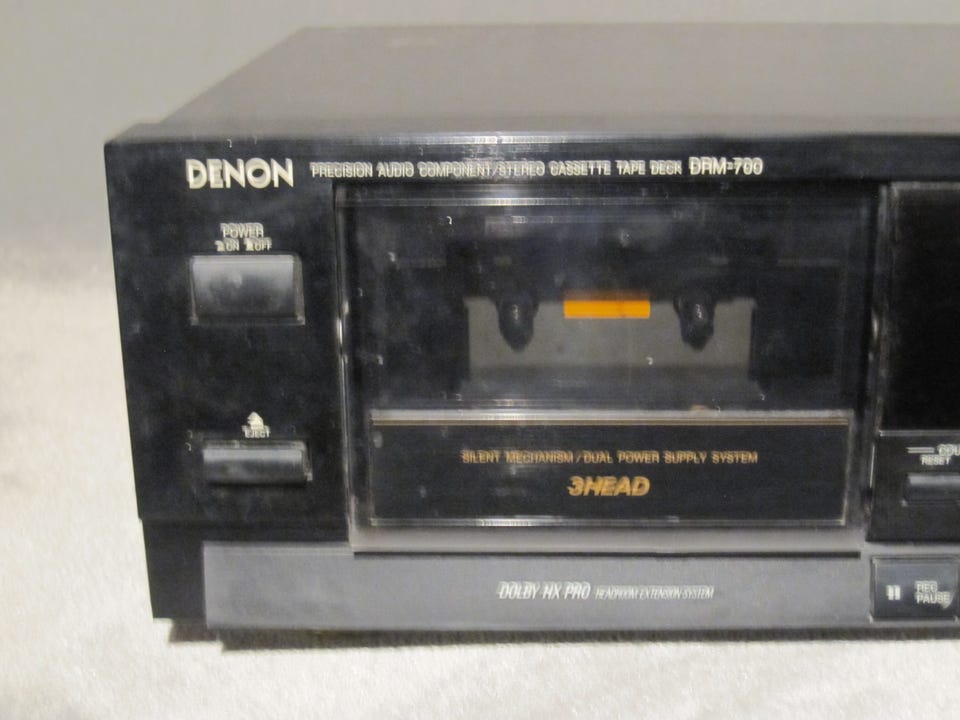 DENON PRECISION AUDIO COMPONENT/STEREO CASSETTE TAPE DECK DRM-700
POWER
ON OFF
EJECT
SILENT MECHANISM/DUAL POWER SUPPLY SYSTEM
3HEAD
COU
RESET
DOLBY HX PRO HEADROOM EXTENSION SYSTEM
REC
PAUSE